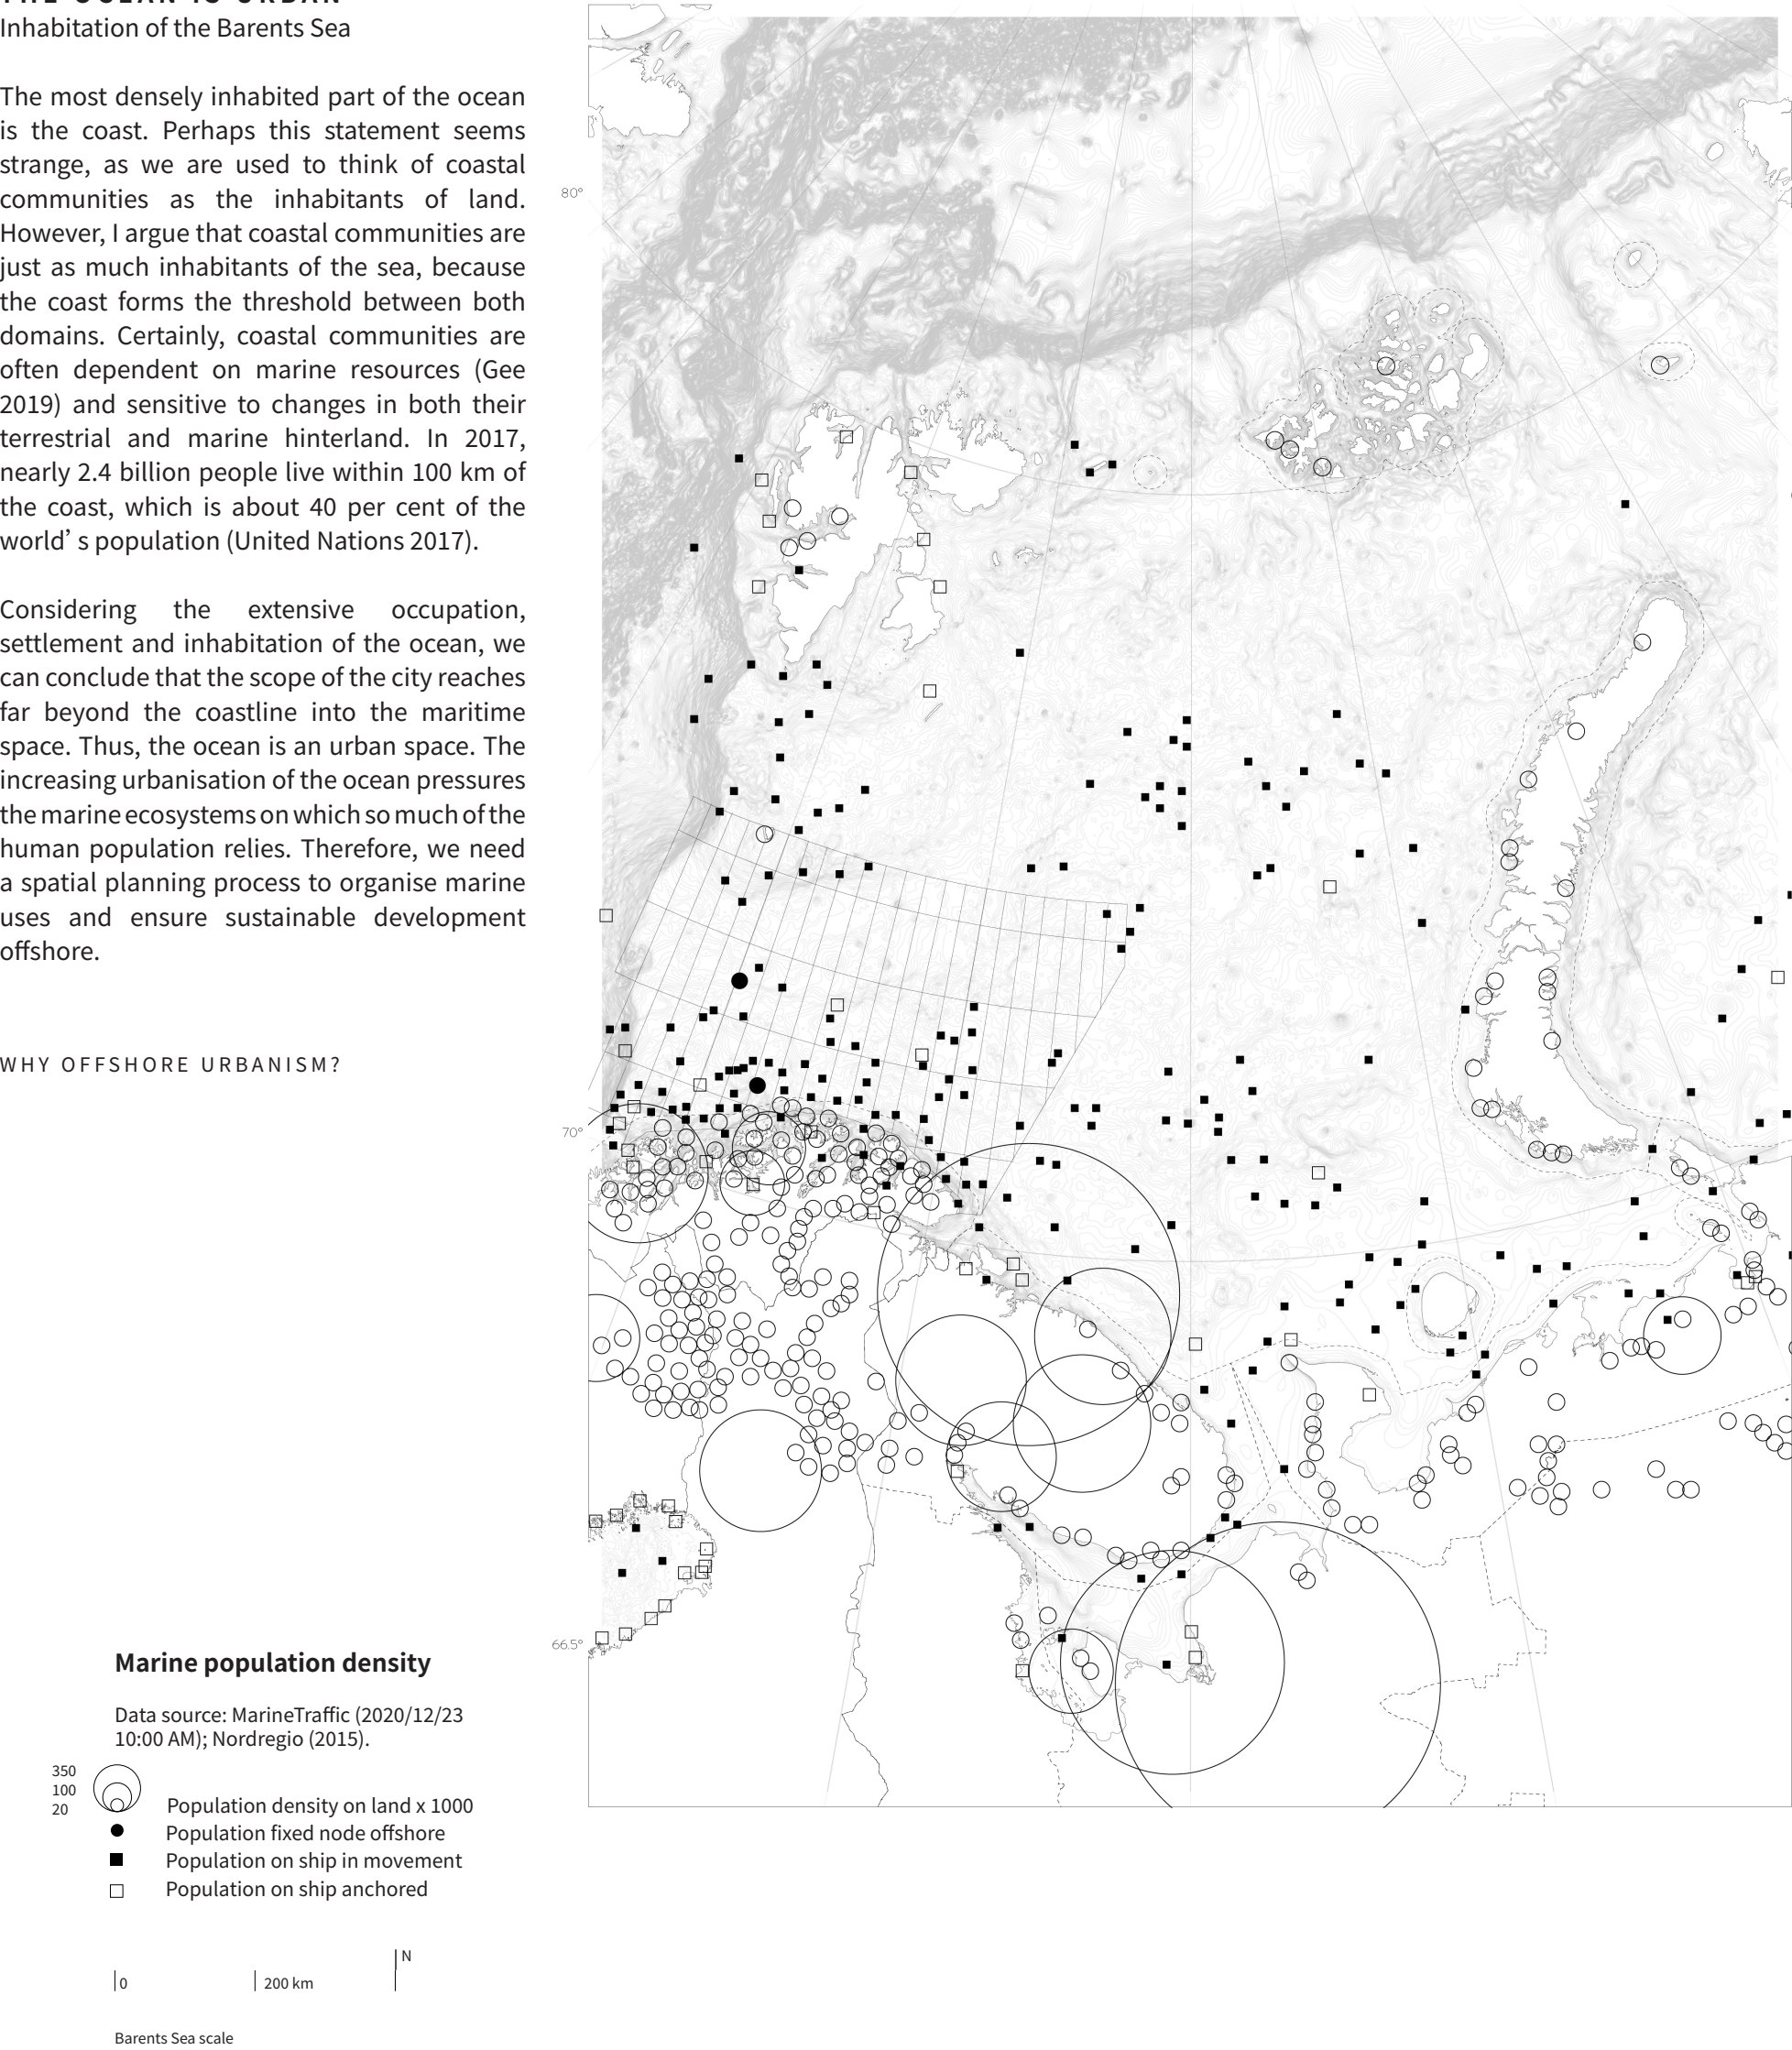 THE OCEAN IS URBAN
Inhabitation of the Barents Sea
The most densely inhabited part of the ocean
is the coast. Perhaps this statement seems
strange, as we are used to think of coastal
communities as the inhabitants of land.
However, I argue that coastal communities are
just as much inhabitants of the sea, because
the coast forms the threshold between both
domains. Certainly, coastal communities are
often dependent on marine resources (Gee
2019) and sensitive to changes in both their
terrestrial and marine hinterland. In 2017,
nearly 2.4 billion people live within 100 km of
the coast, which is about 40 per cent of the
world’ s population (United Nations 2017).
Considering the extensive occupation,
settlement and inhabitation of the ocean, we
can conclude that the scope of the city reaches
far beyond the coastline into the maritime
space. Thus, the ocean is an urban space. The
increasing urbanisation of the ocean pressures
the marine ecosystems on which so much of the
human population relies. Therefore, we need
a spatial planning process to organise marine
uses and ensure sustainable development
offshore.
WHY OFFSHORE URBANISM?
80°
70°
66.5°
Marine population density
Data source: MarineTraffic (2020/12/23
10:00 AM); Nordregio (2015).
350
100
20
Population density on land x 1000
Population fixed node offshore
Population on ship in movement
Population on ship anchored
N
0
200 km
Barents Sea scale